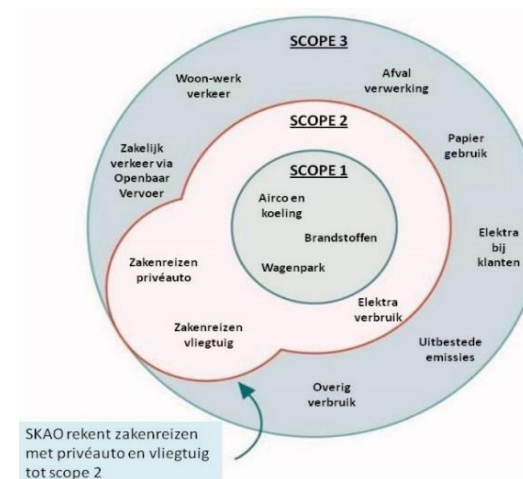 SCOPE 3
Woon-werk
verkeer
Afval
verwerking
SCOPE 2
Papier
gebruik
Zakelijk
verkeer via
Openbaar
Vervoer
SCOPE 1
Airco en
koeling
Brandstoffen
Wagenpark
Elektra
bij
klanten
Zakenreizen
privéauto
Elektra
verbruik
Zakenreizen
vliegtuig
Uitbestede
emissies
Overig
verbruik
SKAO rekent zakenreizen
met privéauto en vliegtuig
tot scope 2